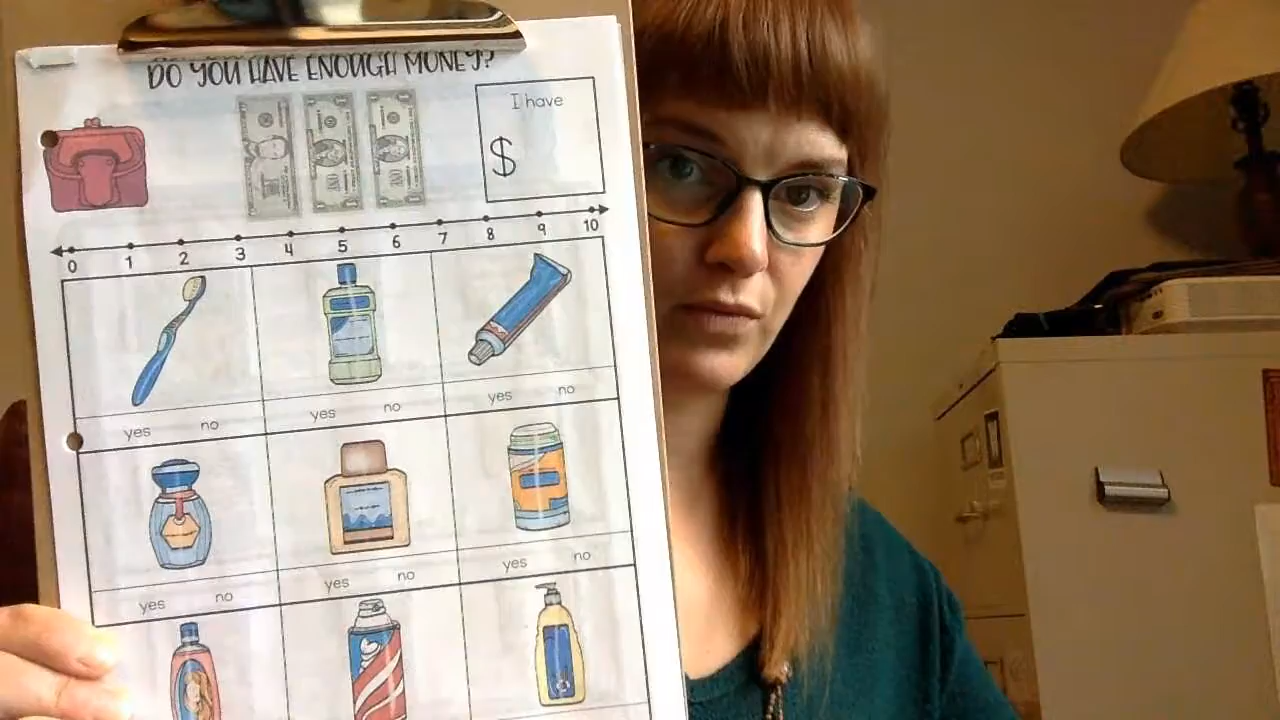 DO YOU HAVE ENOUGH MONEY?
I have
$
0 1 2 3 4 5 6 7 8 9 10
yes no yes no yes no
yes no yes no yes no